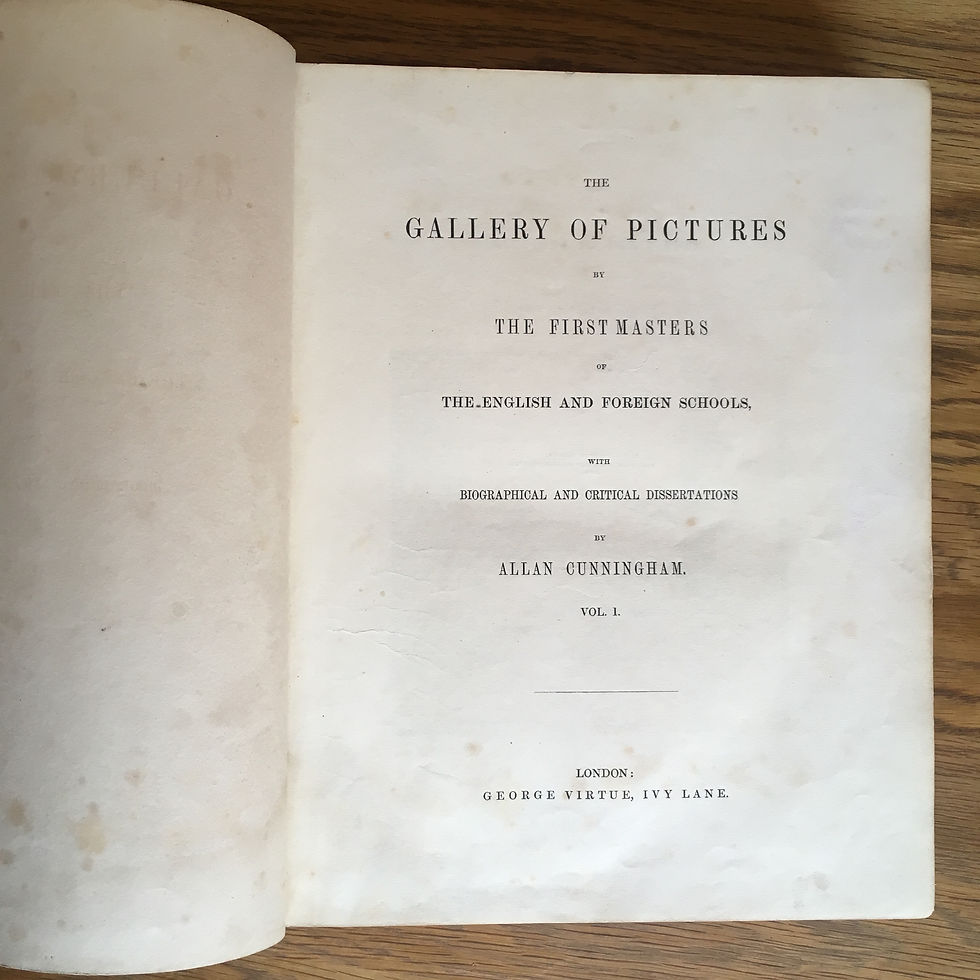 THE
GALLERY OF PICTURES
BY
THE FIRST MASTERS
OF
THE ENGLISH AND FOREIGN SCHOOLS,
WITH
BIOGRAPHICAL AND CRITICAL DISSERTATIONS
BY
ALLAN CUNNINGHAM.
VOL. I.
LONDON:
GEORGE VIRTUE, IVY LANE.